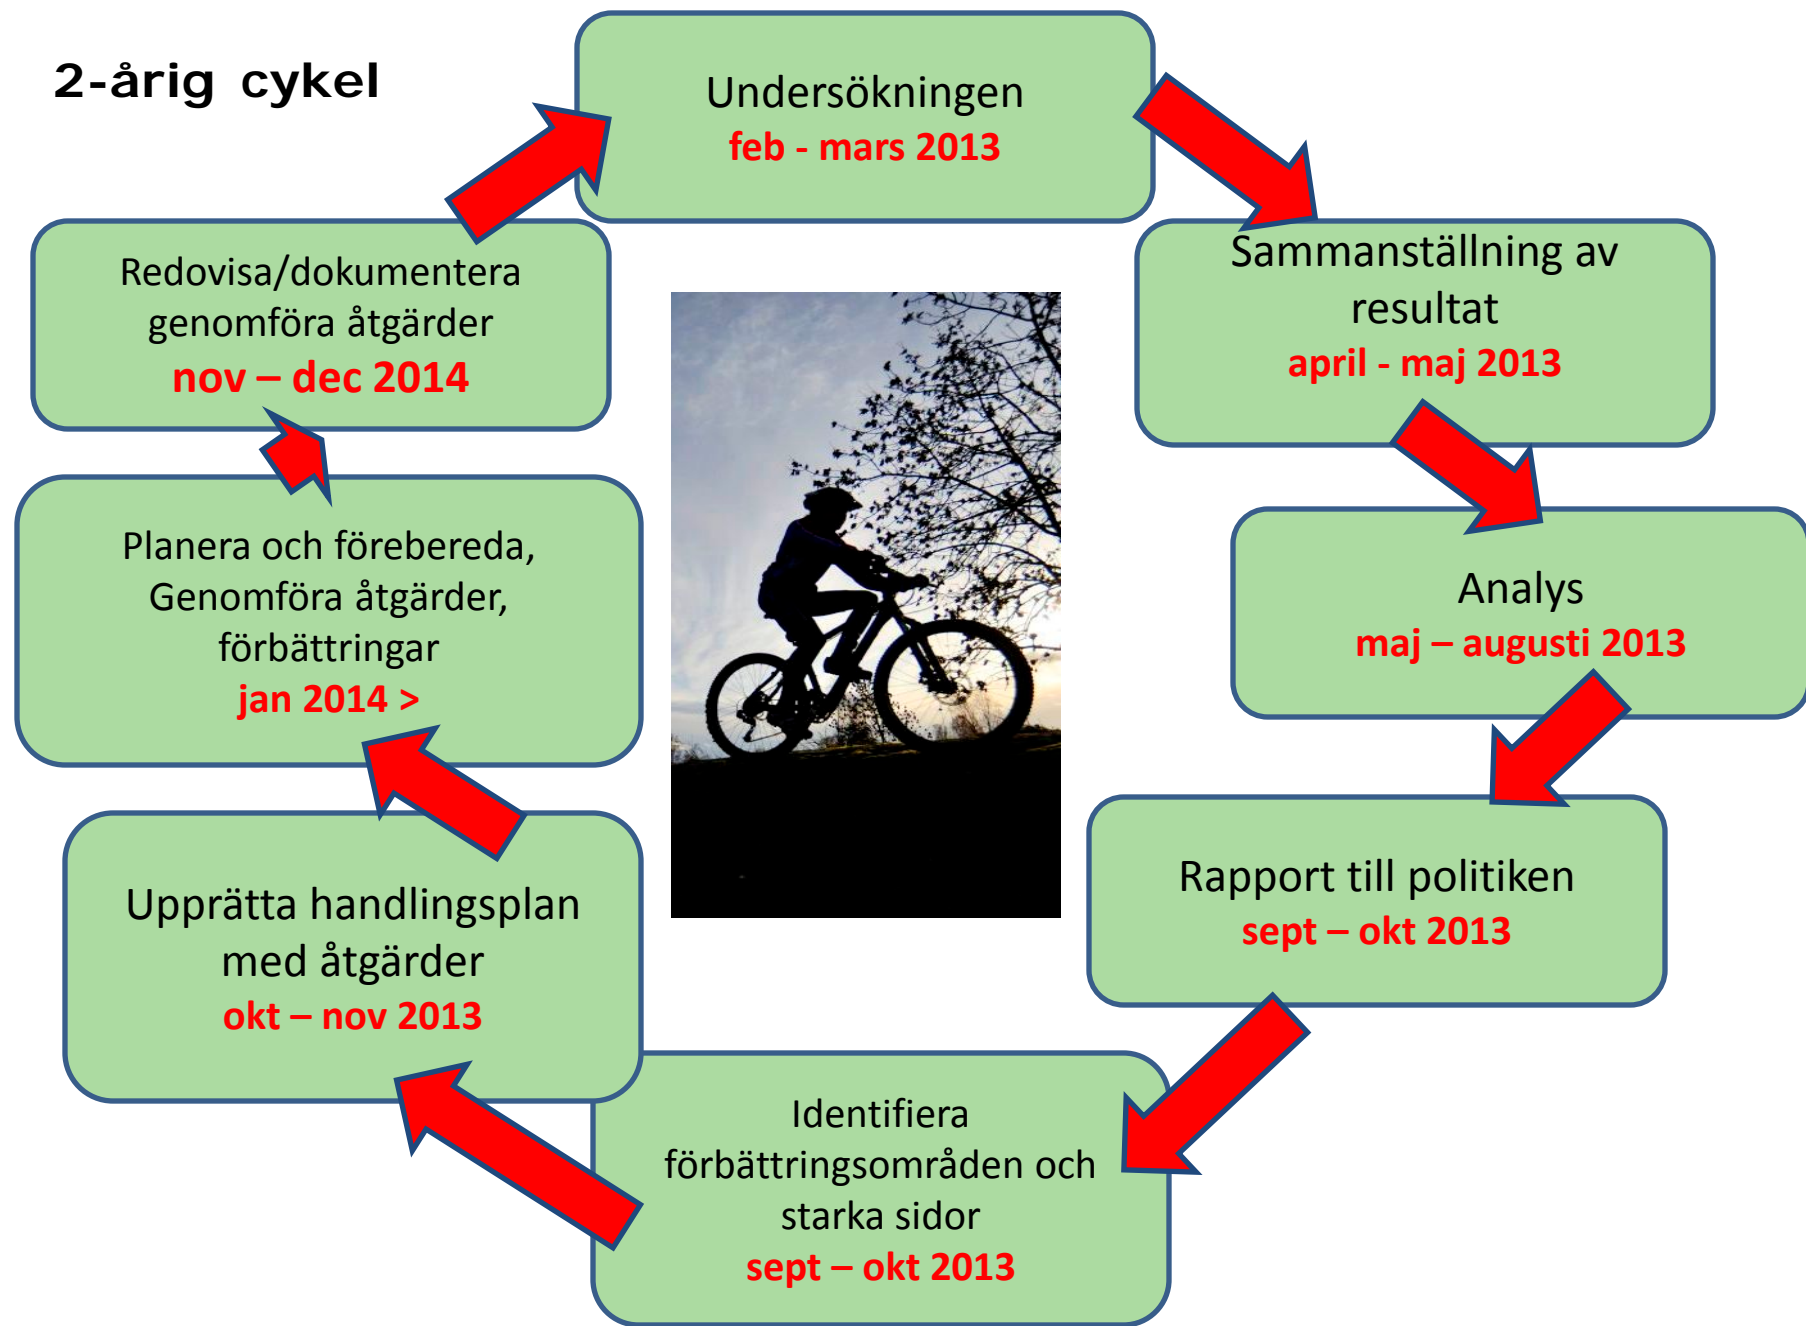 2-årig cykel
Undersökningen
feb - mars 2013
Sammanställning av
resultat
april - maj 2013
Analys
maj – augusti 2013
Rapport till politiken
sept – okt 2013
Identifiera
förbättringsområden och
starka sidor
sept – okt 2013
Upprätta handlingsplan
med åtgärder
okt – nov 2013
Planera och förebereda,
Genomföra åtgärder,
förbättringar
jan 2014 >
Redovisa/dokumentera
genomföra åtgärder
nov – dec 2014